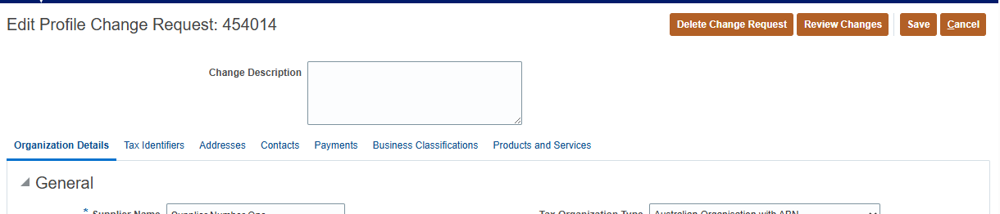 Edit Profile Change Request: 454014
Delete Change Request Review Changes Save Cancel
Change Description
Organization Details Tax Identifiers Addresses Contacts Payments Business Classifications Products and Services
General
* Supplier Name Supplier Number One Tax Organization Type Australian Organisation with ABN